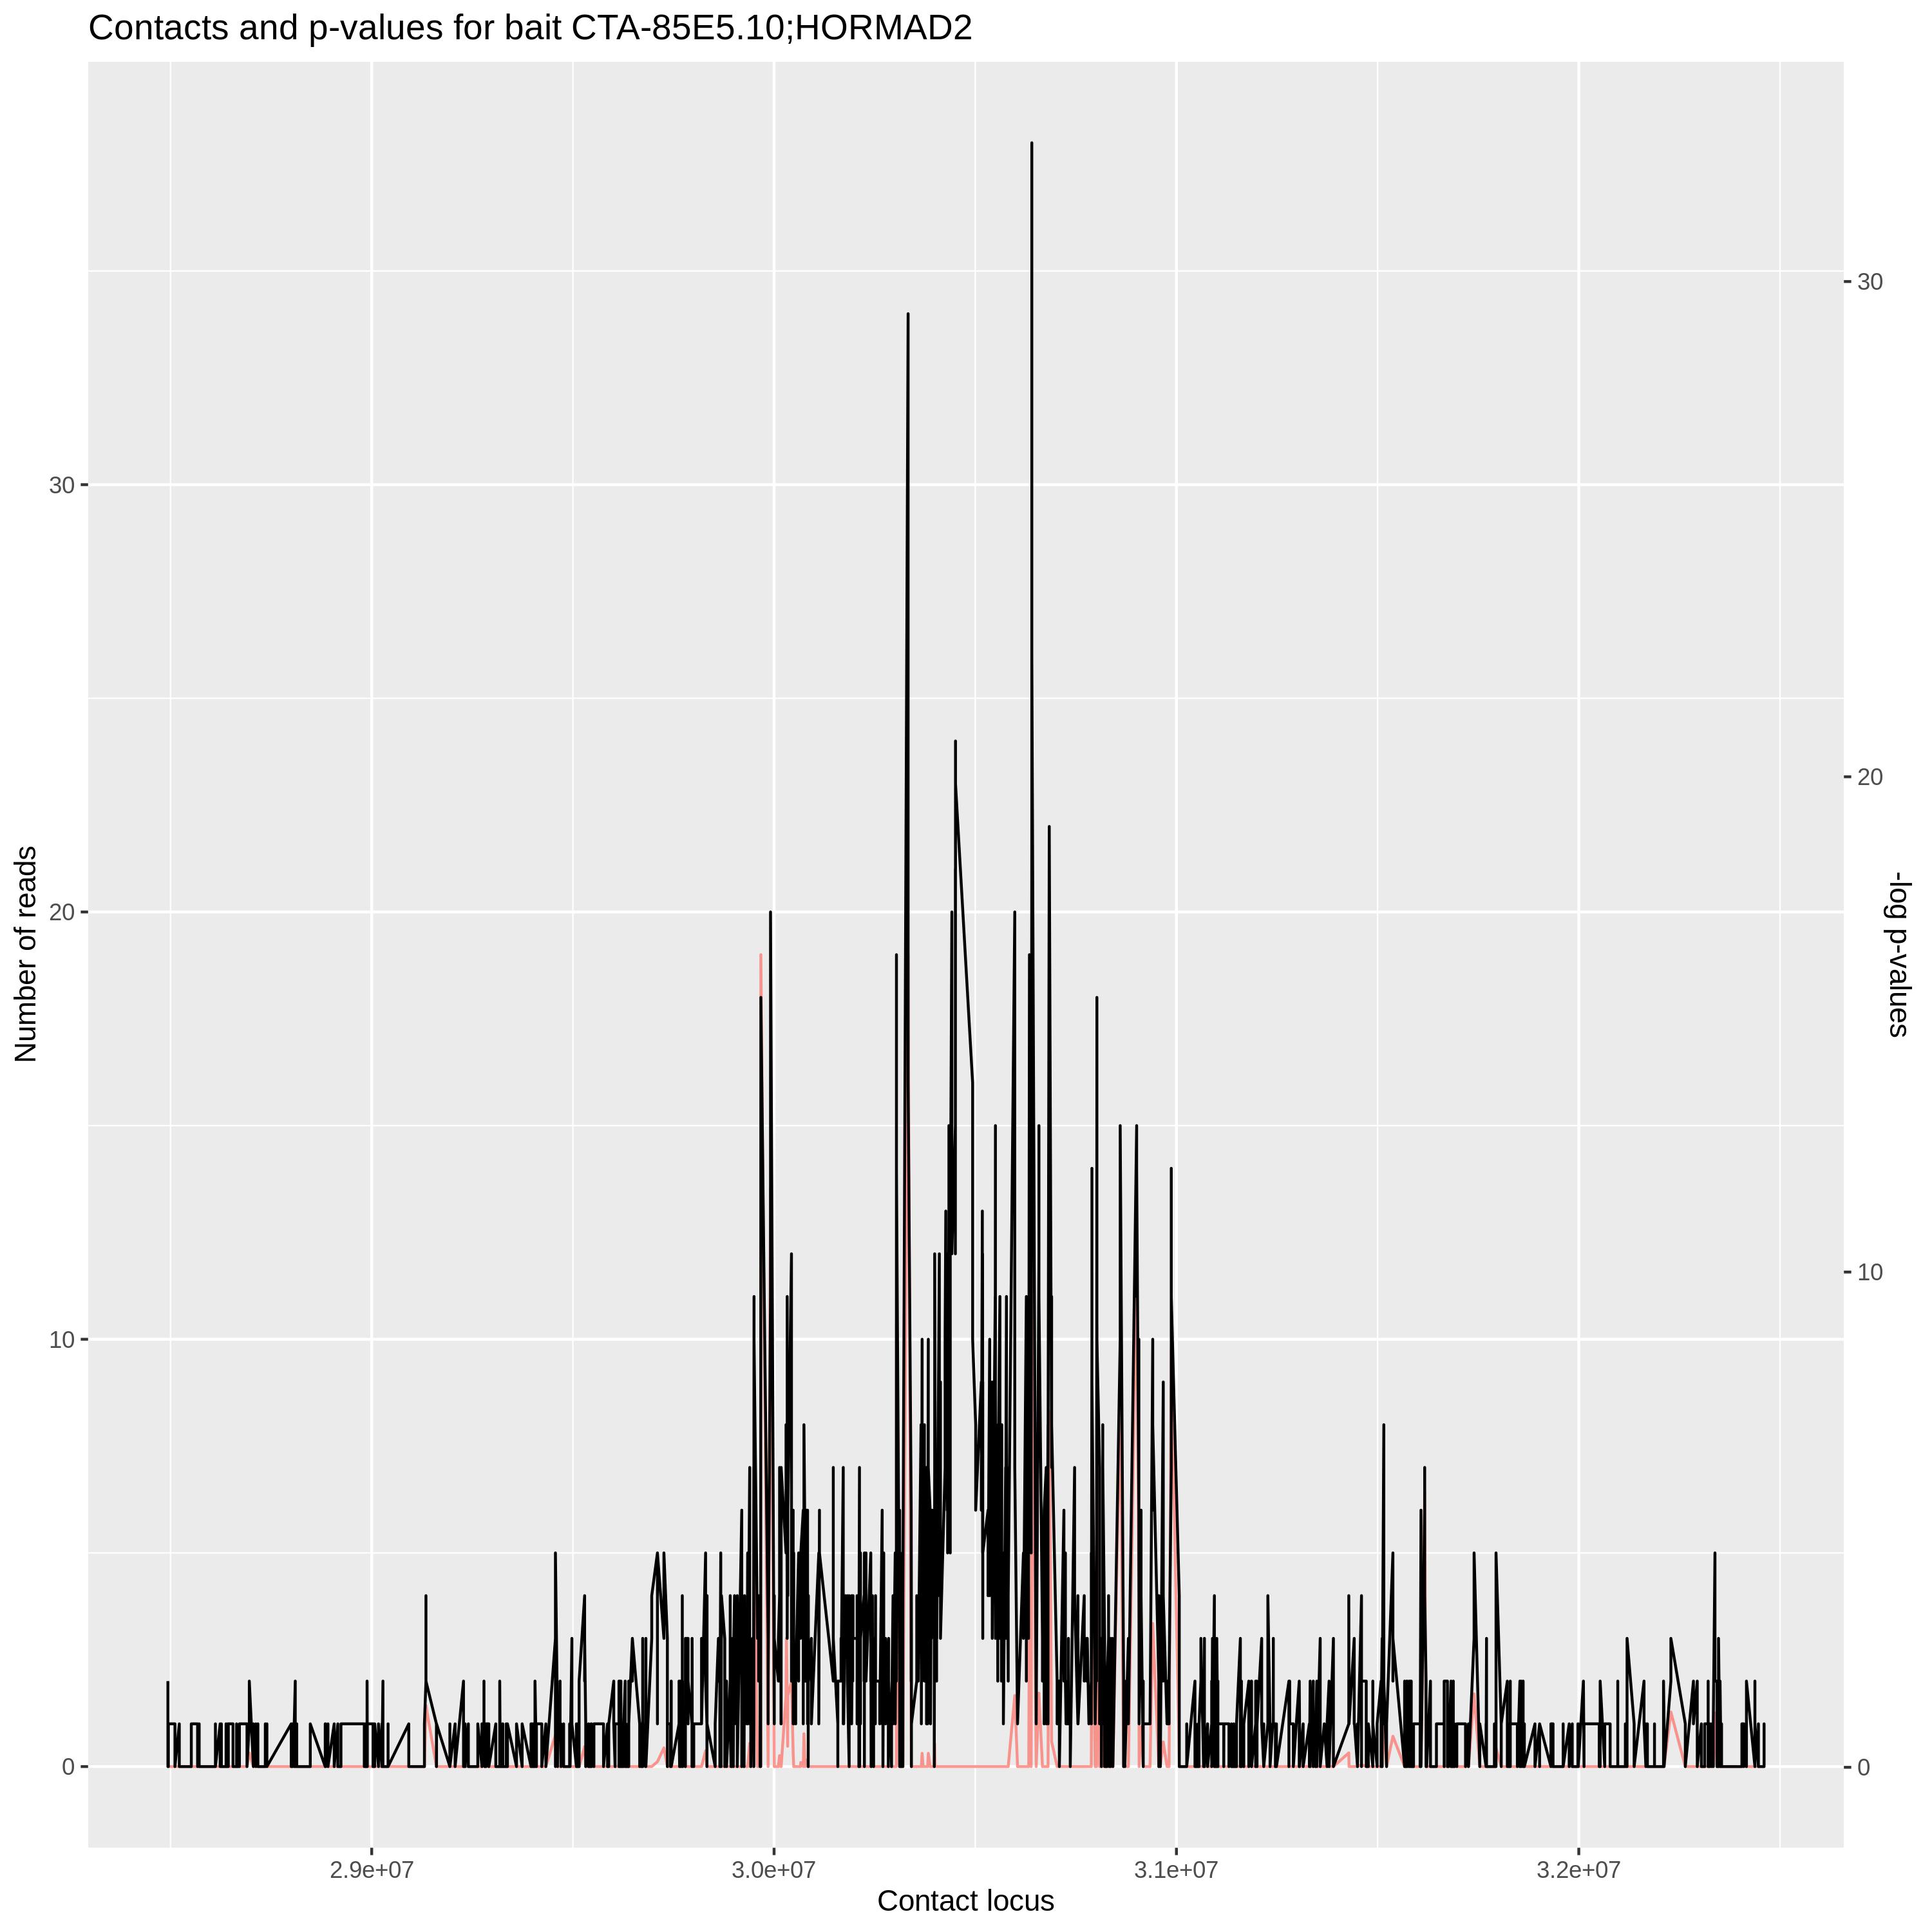 Contacts and p-values for bait CTA-85E5.10;HORMAD2
Number of reads
30
20
10
0
30
20
10
0
-log p-values
2.9e+07 3.0e+07 3.1e+07 3.2e+07
Contact locus